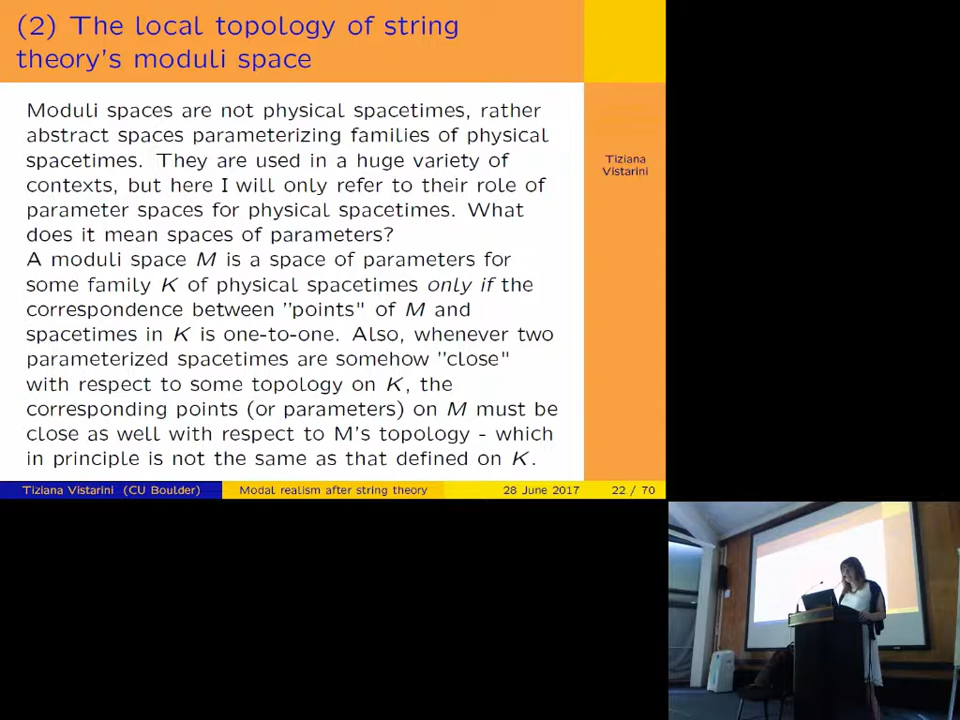 (2) The local topology of string
theory's moduli space
Moduli spaces are not physical spacetimes, rather
abstract spaces parameterizing families of physical
spacetimes. They are used in a huge variety of
contexts, but here I will only refer to their role of
parameter spaces for physical spacetimes. What
does it mean spaces of parameters?
A moduli space M is a space of parameters for
some family K of physical spacetimes only if the
correspondence between "points" of M and
spacetimes in K is one-to-one. Also, whenever two
parameterized spacetimes are somehow "close"
with respect to some topology on K, the
corresponding points (or parameters) on M must be
close as well with respect to M's topology - which
in principle is not the same as that defined on K.
Tiziana
Vistarini
Tiziana Vistarini (CU Boulder) Modal realism after string theory 28 June 2017 22 / 70